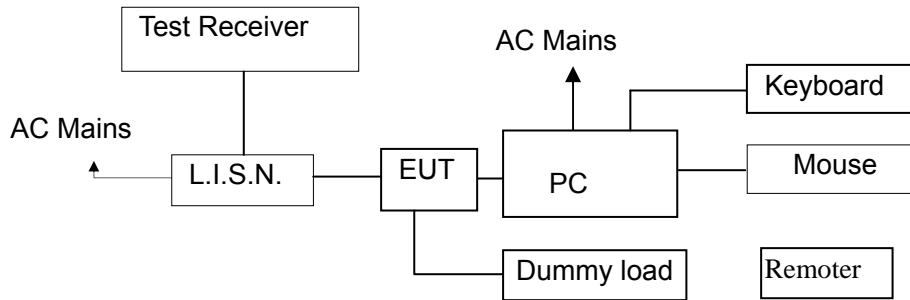 Test Receiver
AC Mains
Keyboard
AC Mains
L.I.S.N.
EUT
PC
Mouse
Dummy load
Remoter